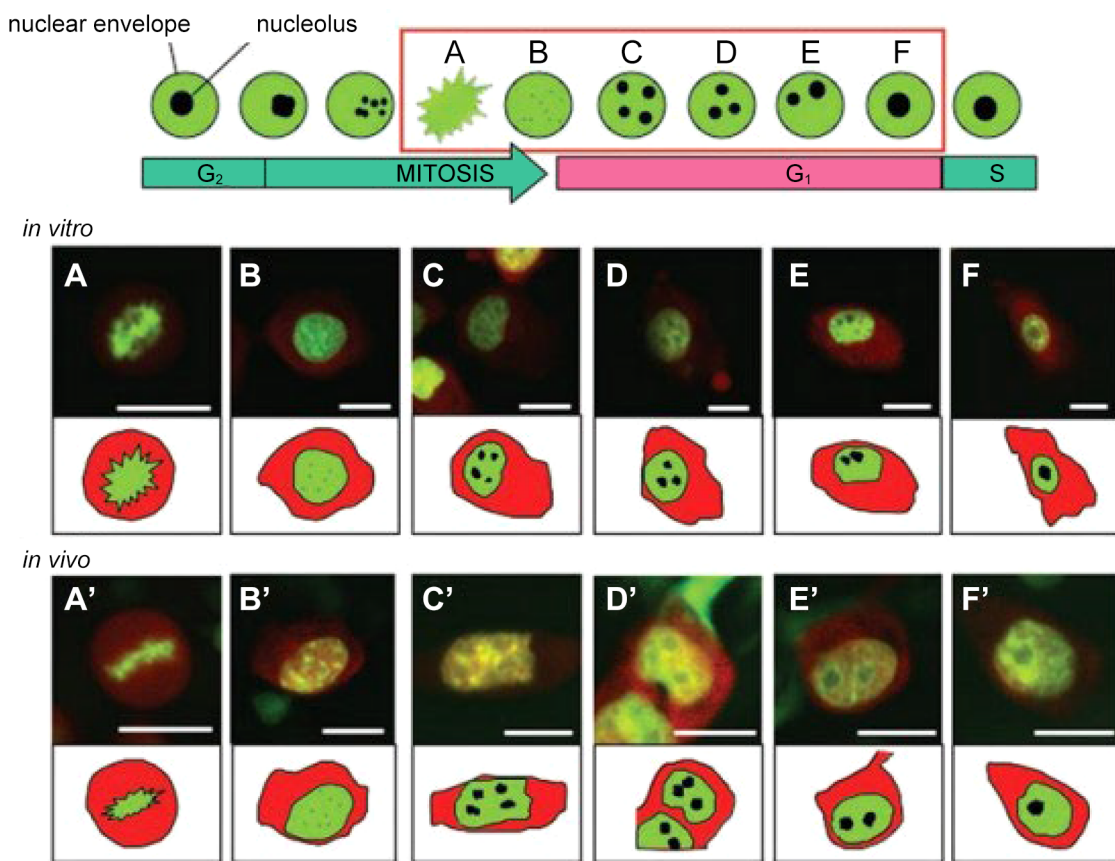 nuclear envelope nucleolus
A B C D E F
G₂ MITOSIS G₁ S
in vitro
A B C D E F
in vivo
A’ B’ C’ D’ E’ F’